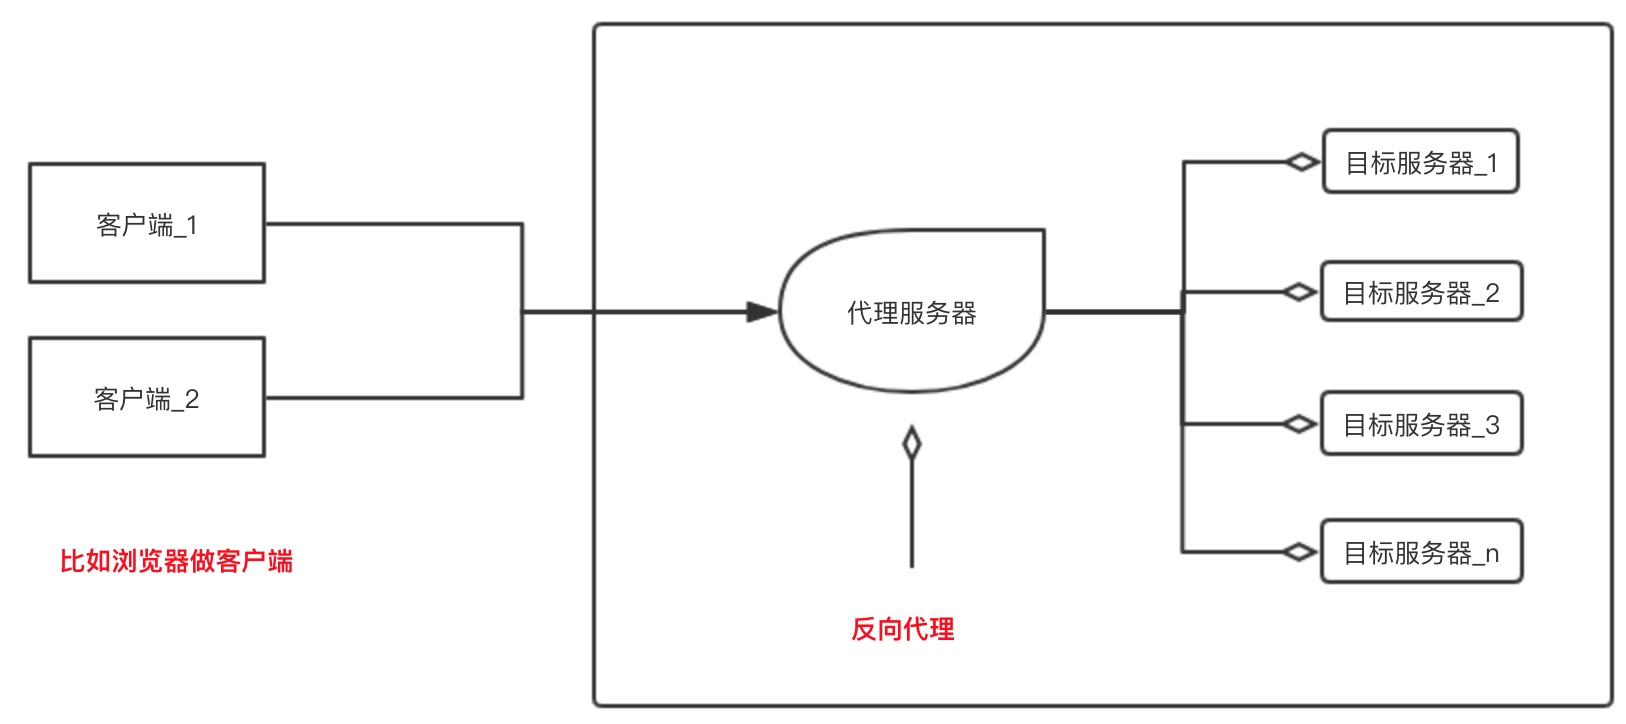 客户端_1
客户端_2
比如浏览器做客户端
代理服务器
反向代理
目标服务器_1
目标服务器_2
目标服务器_3
目标服务器_n